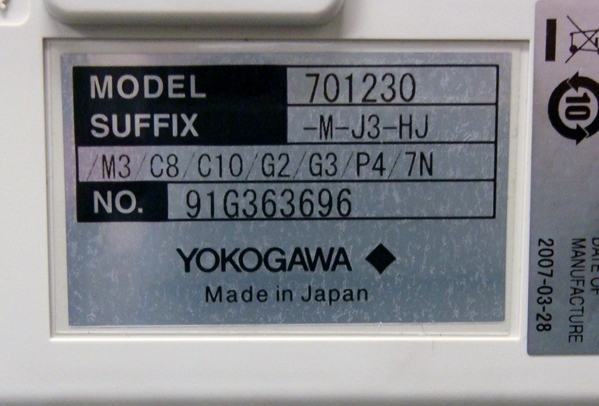 MODEL 701230
SUFFIX -M-J3-HJ
/M3/C8/C10/G2/G3/P4/7N
NO. 91G363696
YOKOGAWA
Made in Japan
10
DATE OF
MANUFACTURE
2007-03-28